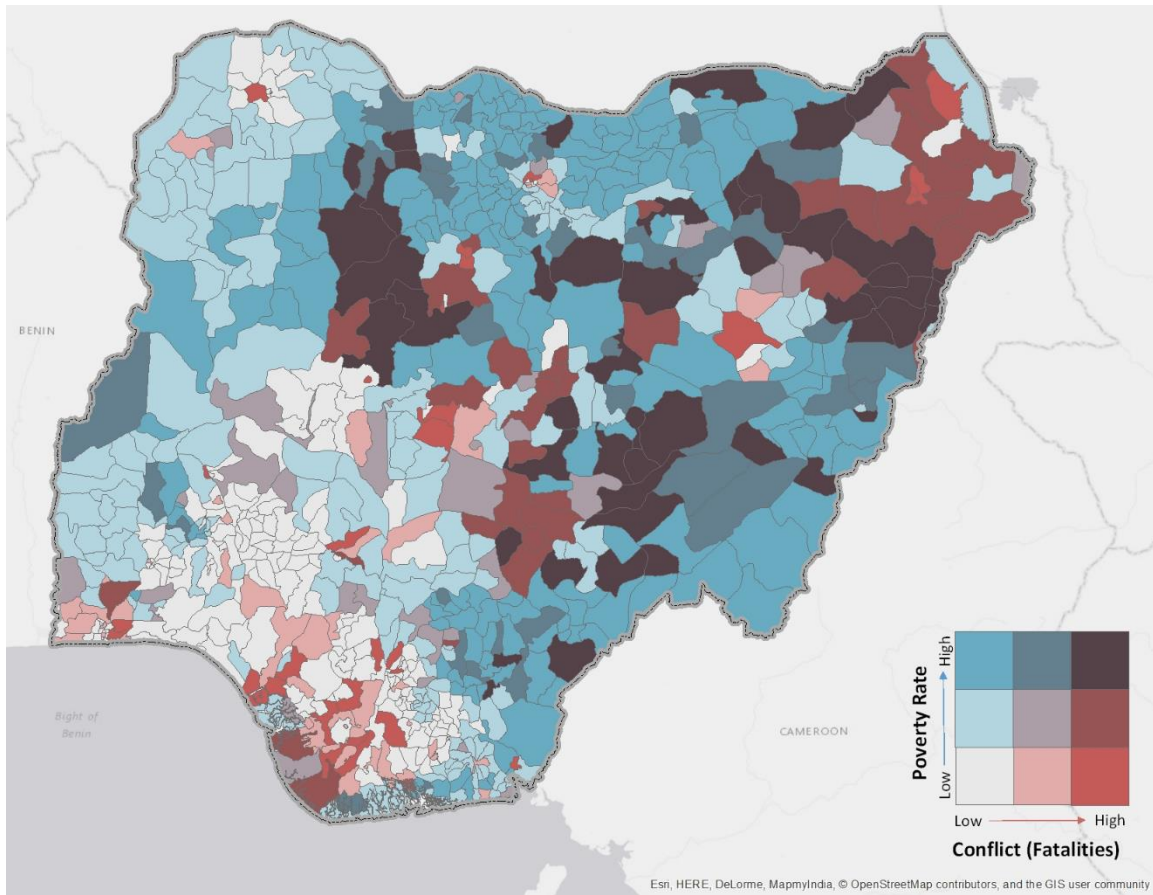 BENIN
Bight of
Benin
CAMEROON
Poverty Rate
High
Low
Low
High
Conflict (Fatalities)
Esri, HERE, DeLorme, MapmyIndia, © OpenStreetMap contributors, and the GIS user community